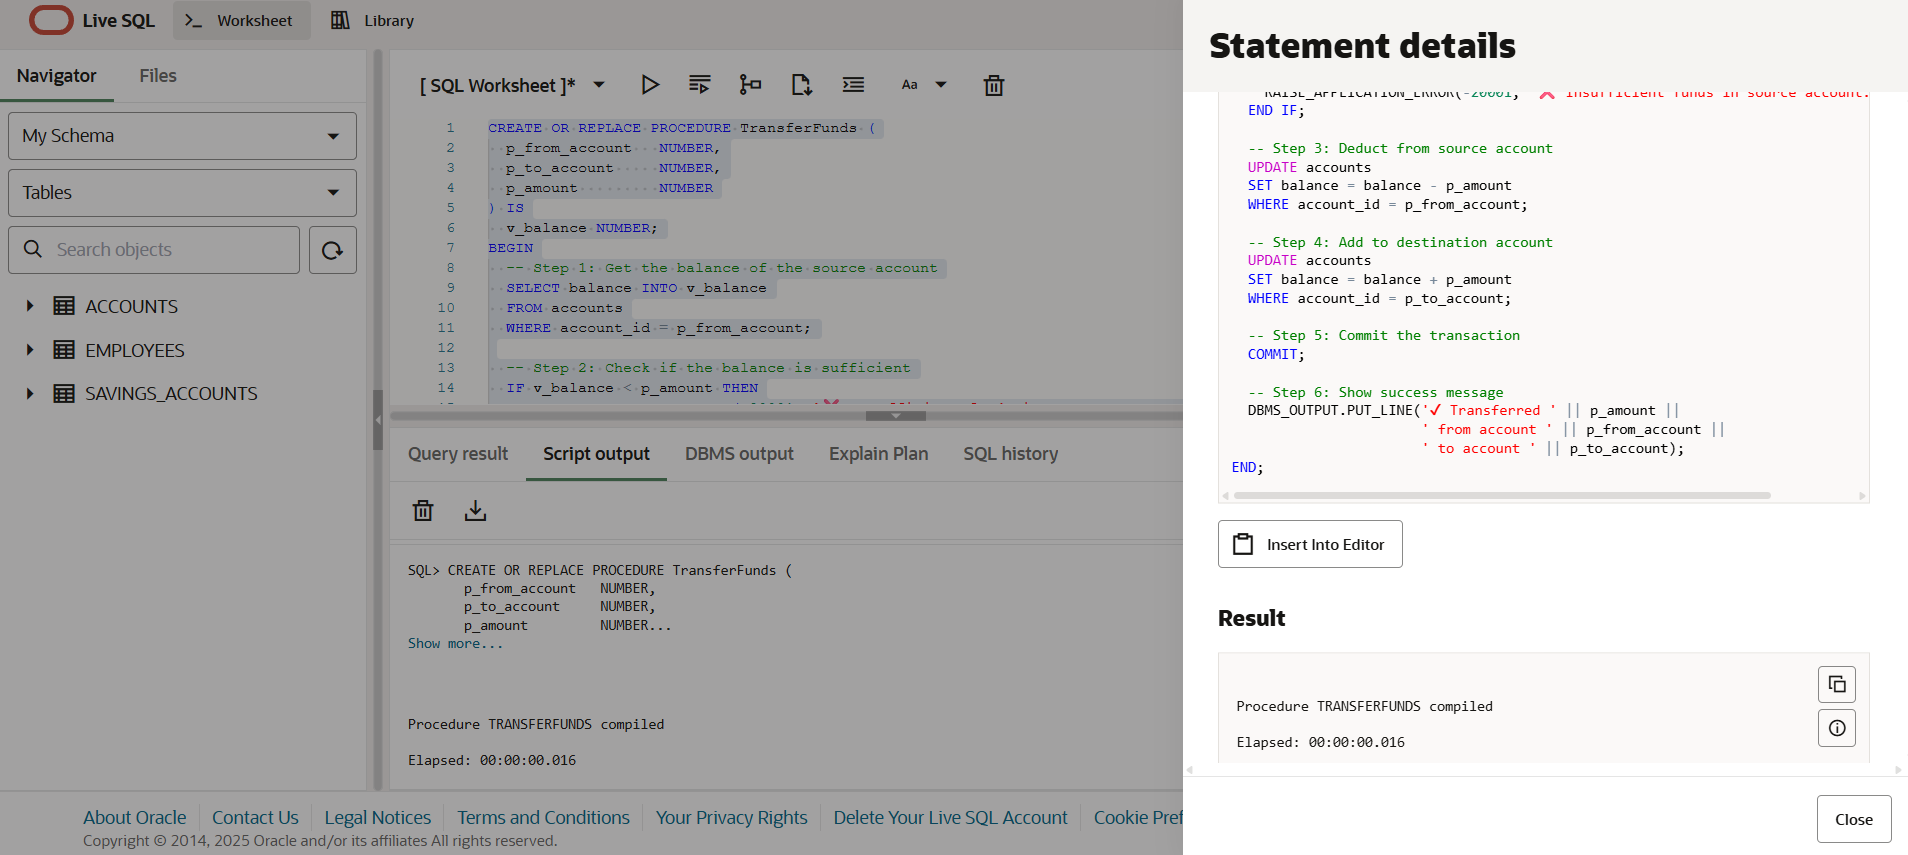 Live SQL
Worksheet
Library
Navigator
Files
My Schema
Tables
Search objects
ACCOUNTS
EMPLOYEES
SAVINGS_ACCOUNTS
[ SQL Worksheet ]*
Aa
1 CREATE OR REPLACE PROCEDURE TransferFunds (
2 p_from_account NUMBER,
3 p_to_account NUMBER,
4 p_amount NUMBER
5 ) IS
6 v_balance NUMBER;
7 BEGIN
8 -- Step 1: Get the balance of the source account
9 SELECT balance INTO v_balance
10 FROM accounts
11 WHERE account_id = p_from_account;
12
13 -- Step 2: Check if the balance is sufficient
14 IF v_balance < p_amount THEN
Query result
Script output
DBMS output
Explain Plan
SQL history
SQL> CREATE OR REPLACE PROCEDURE TransferFunds (
p_from_account NUMBER,
p_to_account NUMBER,
p_amount NUMBER...
Show more...
Procedure TRANSFERFUNDS compiled
Elapsed: 00:00:00.016
About Oracle
Contact Us
Legal Notices
Terms and Conditions
Your Privacy Rights
Delete Your Live SQL Account
Cookie Pref
Copyright © 2014, 2025 Oracle and/or its affiliates All rights reserved.
Statement details
RAISE_APPLICATION_ERROR(-20001, '❌ Insufficient funds in source account.
END IF;
-- Step 3: Deduct from source account
UPDATE accounts
SET balance = balance - p_amount
WHERE account_id = p_from_account;
-- Step 4: Add to destination account
UPDATE accounts
SET balance = balance + p_amount
WHERE account_id = p_to_account;
-- Step 5: Commit the transaction
COMMIT;
-- Step 6: Show success message
DBMS_OUTPUT.PUT_LINE('✔ Transferred ' || p_amount ||
' from account ' || p_from_account ||
' to account ' || p_to_account);
END;
Insert Into Editor
Result
Procedure TRANSFERFUNDS compiled
Elapsed: 00:00:00.016
Close